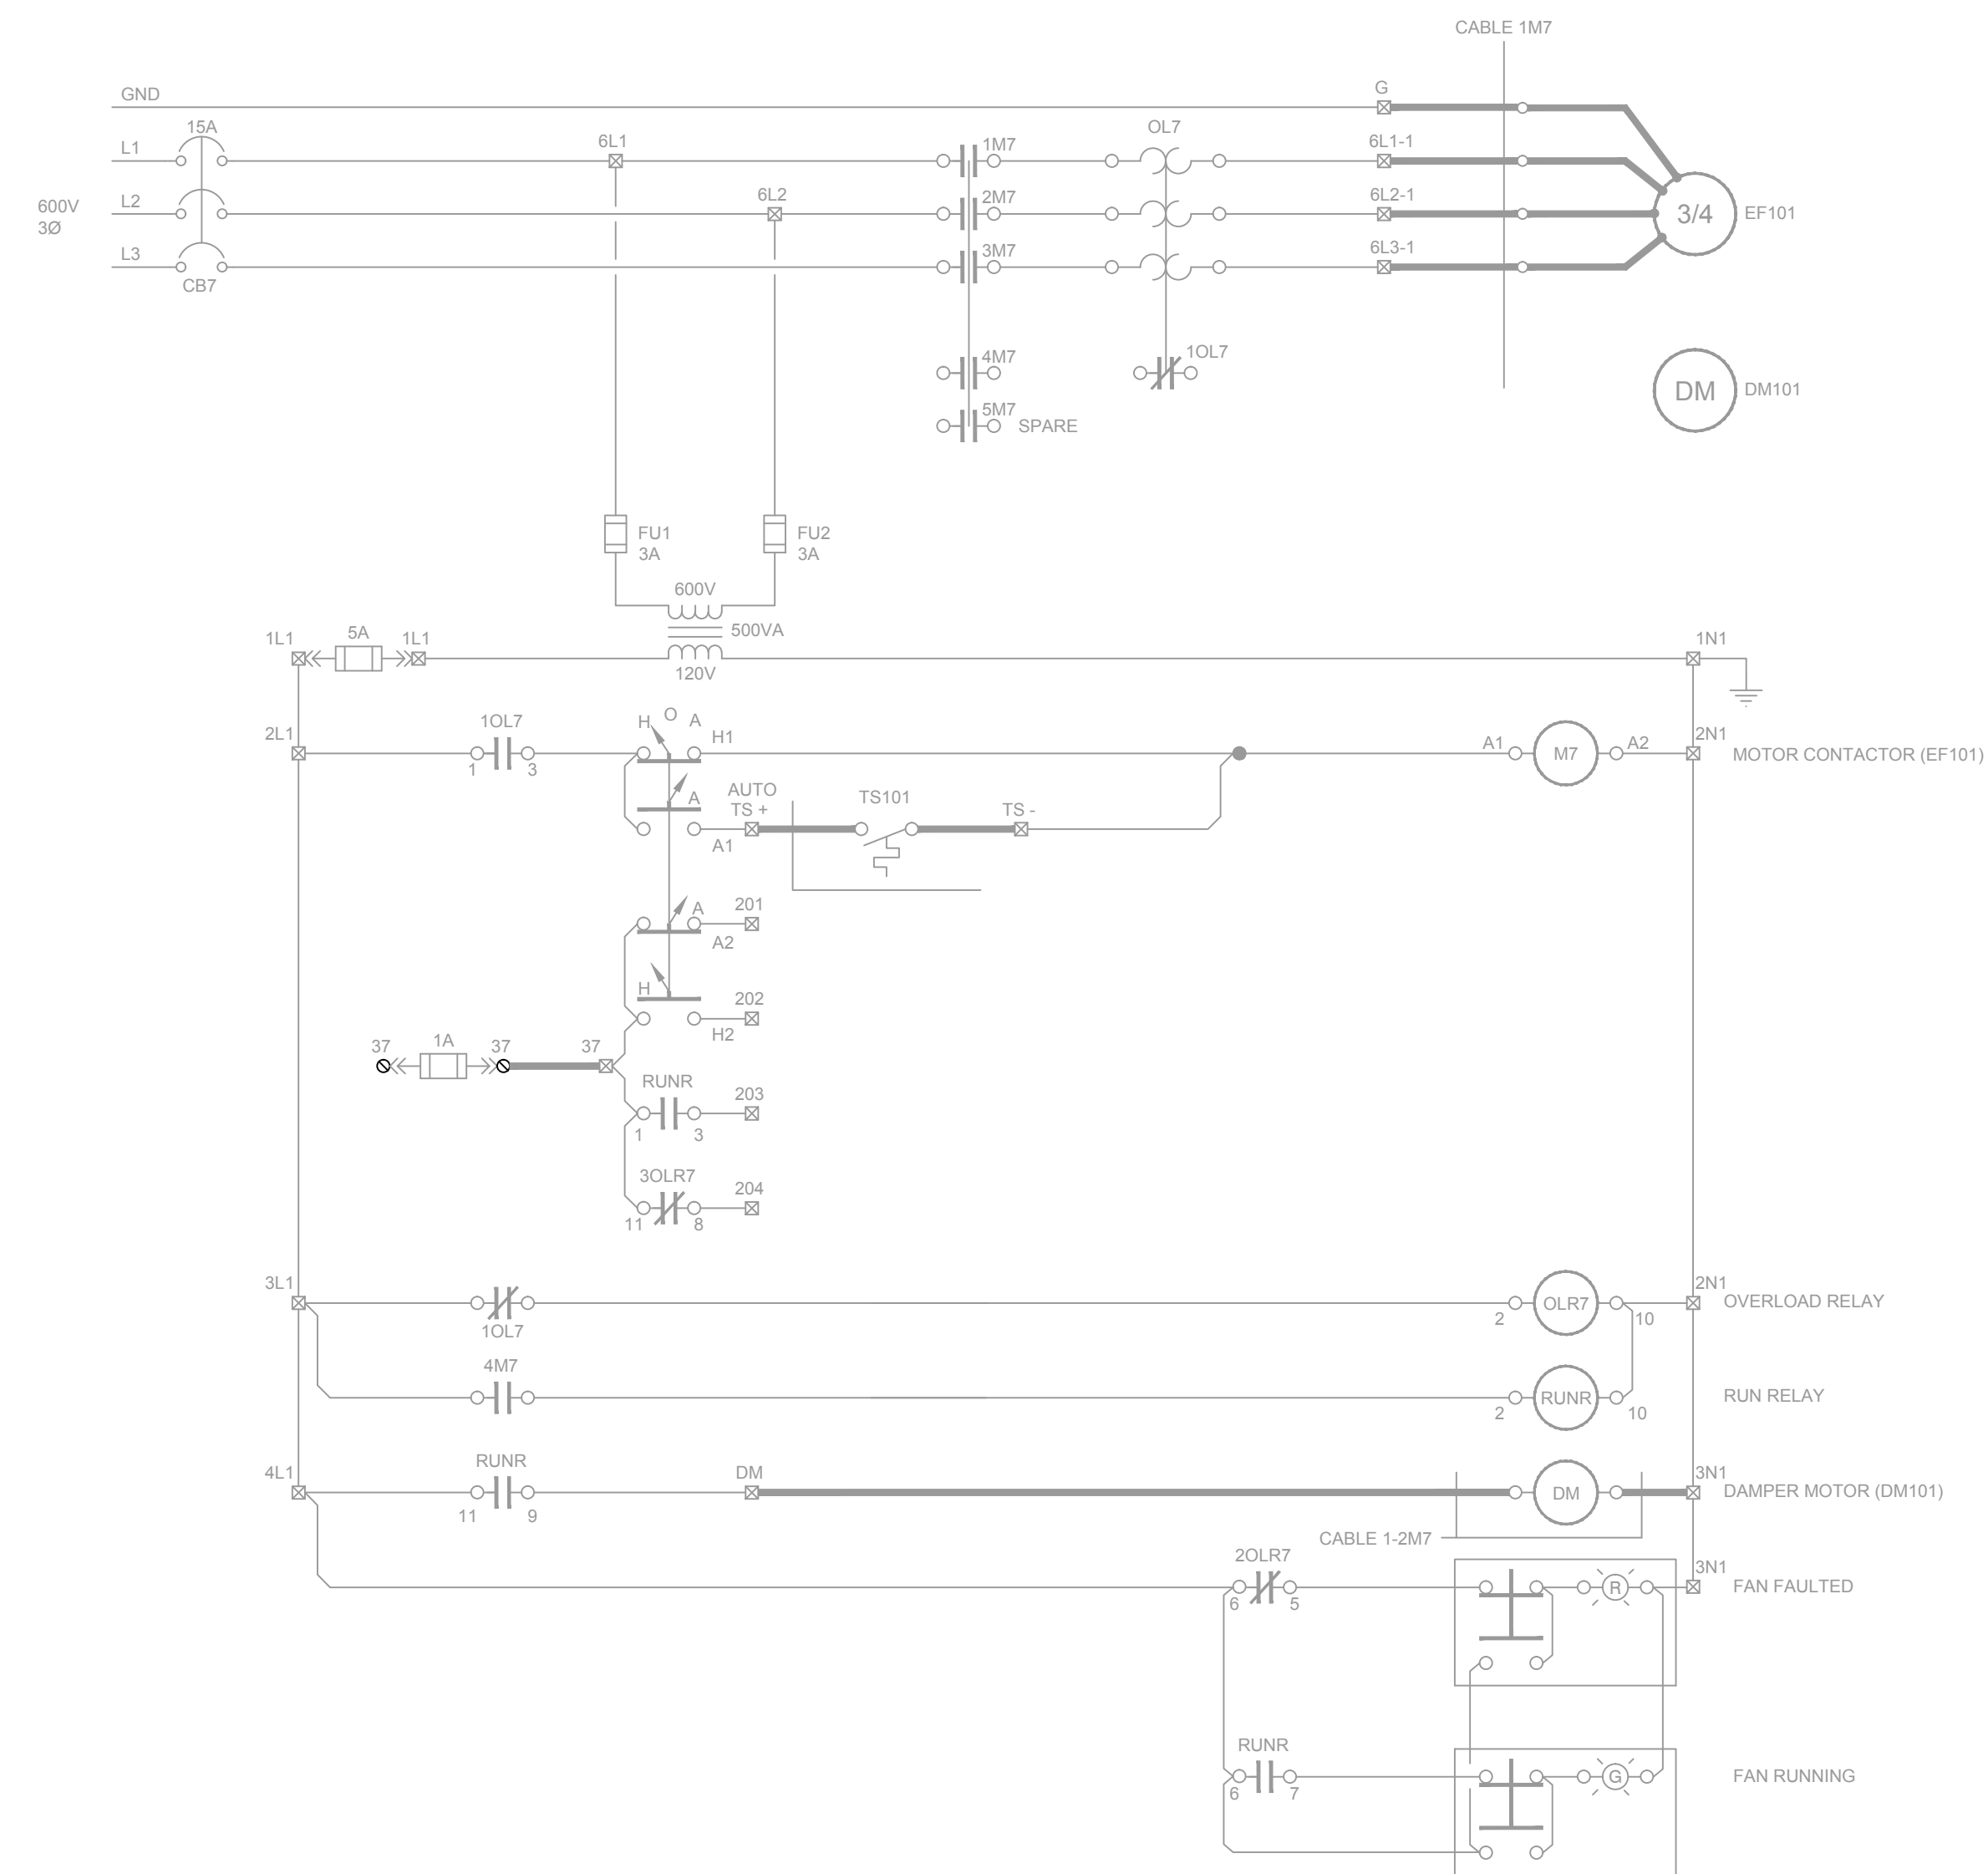 CABLE 1M7
GND
G
15A
L1
6L1
1M7
OL7
6L1-1
L2
6L2
2M7
6L2-1
600V
3Ø
3/4
EF101
L3
3M7
6L3-1
CB7
4M7
1OL7
5M7
SPARE
DM
DM101
FU1
3A
FU2
3A
600V
500VA
120V
1L1
5A
1L1
1N1
2L1
1OL7
1
3
H
O
A
H1
A1
M7
A2
2N1
MOTOR CONTACTOR (EF101)
A
AUTO
TS +
TS101
TS -
A1
A
201
A2
H
202
H2
37
1A
37
37
RUNR
203
1
3
3OLR7
204
11
8
3L1
1OL7
OLR7
2
10
2N1
OVERLOAD RELAY
4M7
RUNR
2
10
RUN RELAY
4L1
RUNR
11
9
DM
DM
3N1
DAMPER MOTOR (DM101)
CABLE 1-2M7
2OLR7
6
5
R
3N1
FAN FAULTED
RUNR
6
7
G
FAN RUNNING